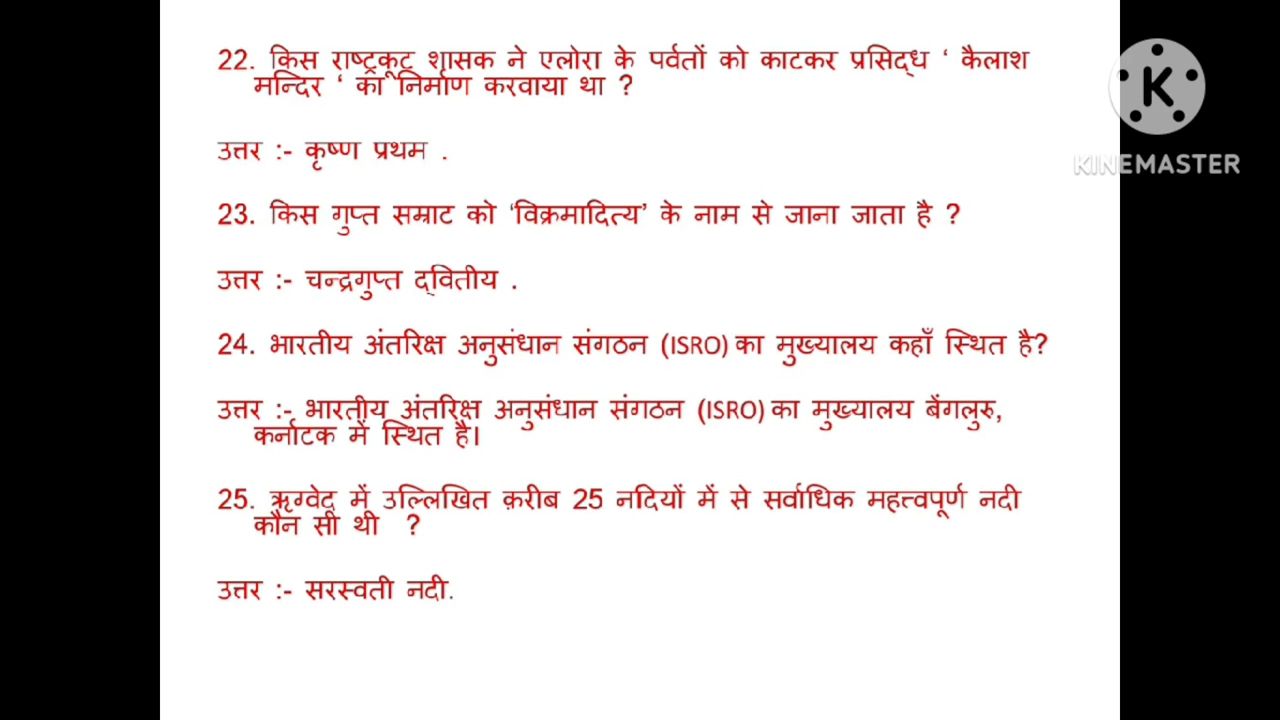 22. किस राष्ट्रकूट शासक ने एलोरा के पर्वतों को काटकर प्रसिद्ध ‘ कैलाश
मन्दिर ‘ का निर्माण करवाया था ?
उत्तर :- कृष्ण प्रथम .
23. किस गुप्त सम्राट को ‘विक्रमादित्य’ के नाम से जाना जाता है ?
उत्तर :- चन्द्रगुप्त द्वितीय .
24. भारतीय अंतरिक्ष अनुसंधान संगठन (ISRO) का मुख्यालय कहाँ स्थित है?
उत्तर :- भारतीय अंतरिक्ष अनुसंधान संगठन (ISRO) का मुख्यालय बेंगलुरु,
कर्नाटक में स्थित है।
25. ऋग्वेद में उल्लिखित क़रीब 25 नदियों में से सर्वाधिक महत्त्वपूर्ण नदी
कौन सी थी ?
उत्तर :- सरस्वती नदी.
K
KINEMASTER